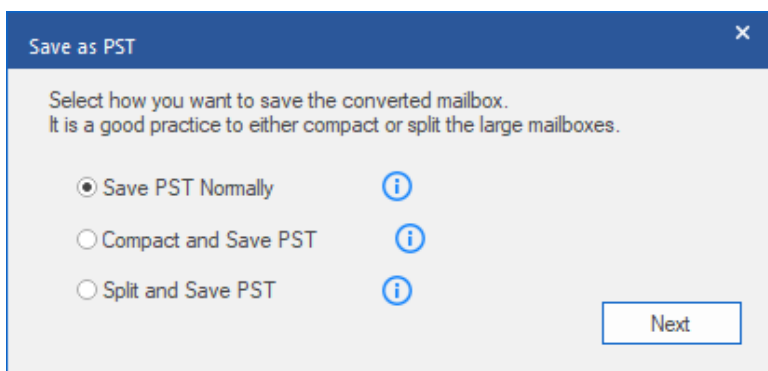 Save as PST
Select how you want to save the converted mailbox.
It is a good practice to either compact or split the large mailboxes.
Save PST Normally
Compact and Save PST
Split and Save PST
Next